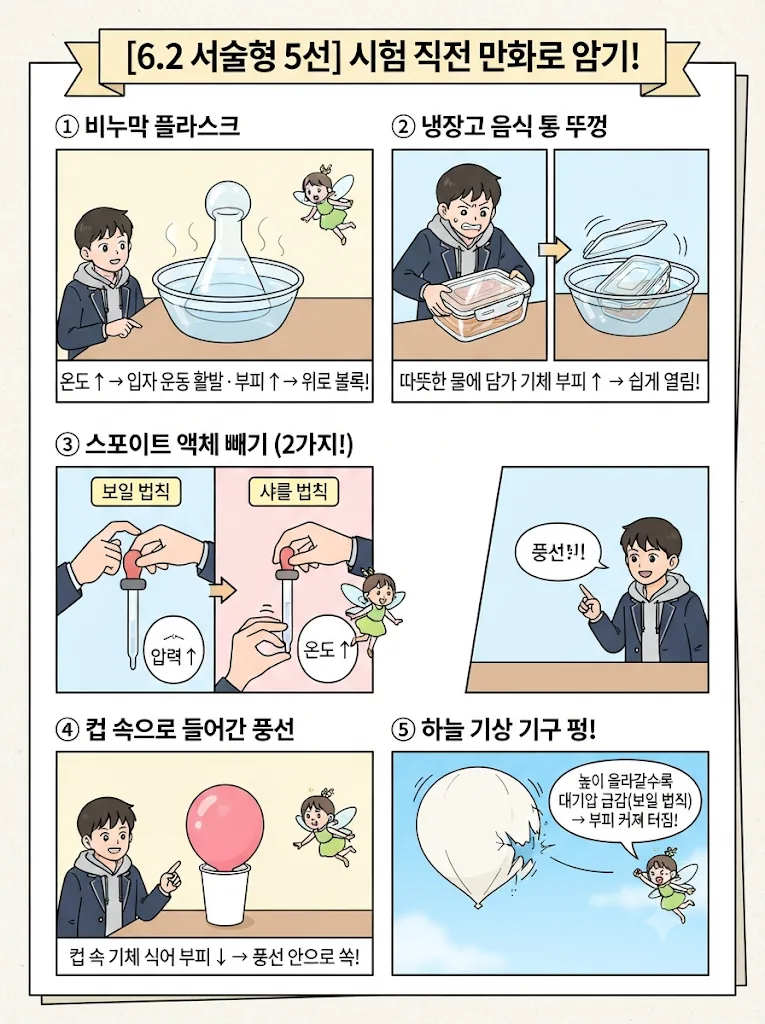 [6.2 서술형 5선] 시험 직전 만화로 암기!
① 비누막 플라스크
온도 ↑ → 입자 운동 활발 · 부피 ↑ → 위로 볼록!
② 냉장고 음식 통 뚜껑
따뜻한 물에 담가 기체 부피 ↑ → 쉽게 열림!
③ 스포이트 액체 빼기 (2가지!)
보일 법칙
압력 ↑
샤를 법칙
온도 ↑
풍선!
④ 컵 속으로 들어간 풍선
컵 속 기체 식어 부피 ↓ → 풍선 안으로 쏙!
⑤ 하늘 기상 기구 펑!
높이 올라갈수록
대기압 급감(보일 법칙)
→ 부피 커져 터짐!